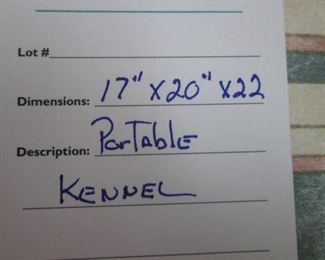 Lot #
Dimensions: 17" x 20" x 22
Description: PorTable
KENNEL